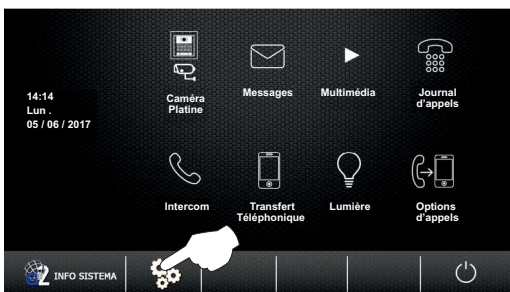 14:14
Lun .
05 / 06 / 2017
Caméra
Platine
Messages
Multimédia
Journal
d'appels
Intercom
Transfert
Téléphonique
Lumière
Options
d'appels
G2 INFO SISTEMA